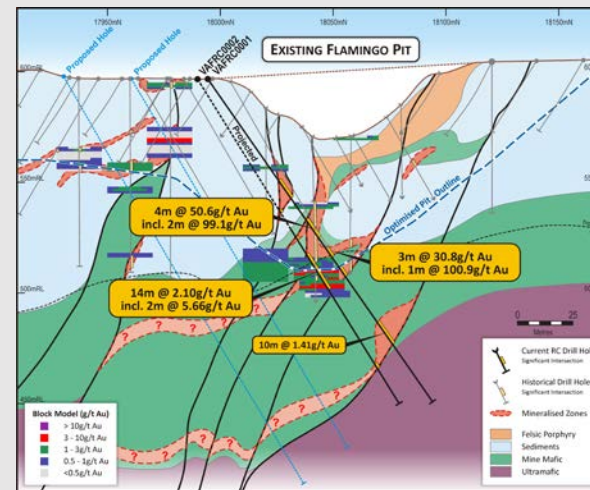 17950mN
18000mN
18050mN
18100mN
18150mN
Proposed Hole
Proposed Hole
VAFRC0002
VAFRC0001
EXISTING FLAMINGO PIT
600mRL
Projected
550mRL
Optimised Pit Outline
4m @ 50.6g/t Au
incl. 2m @ 99.1g/t Au
3m @ 30.8g/t Au
incl. 1m @ 100.9g/t Au
500mRL
14m @ 2.10g/t Au
incl. 2m @ 5.66g/t Au
10m @ 1.41g/t Au
0
25
Metres
450mRL
? ? ? ?
? ? ? ?
Block Model (g/t Au)
> 10g/t Au
3 - 10g/t Au
1 - 3g/t Au
0.5 - 1g/t Au
<0.5g/t Au
Current RC Drill Hole
Significant Intersection
Historical Drill Hole
Significant Intersection
Mineralised Zones
Felsic Porphyry
Sediments
Mine Mafic
Ultramafic